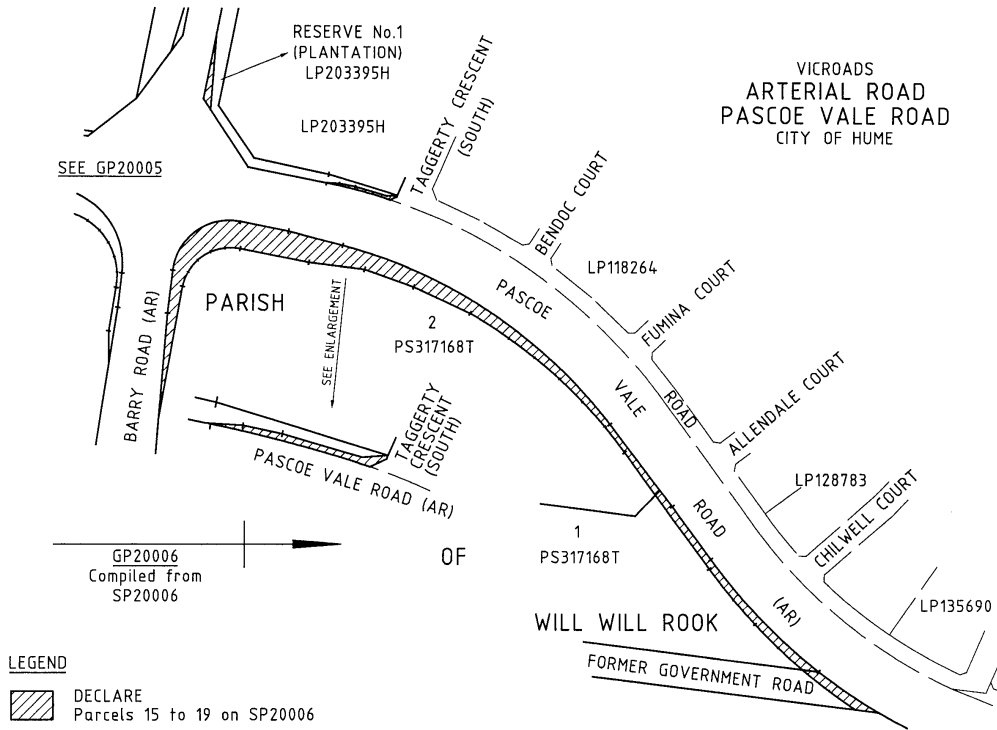 RESERVE No.1
(PLANTATION)
LP203395H
LP203395H
TAGGERTY CRESCENT
(SOUTH)
VICROADS
ARTERIAL ROAD
PASCOE VALE ROAD
CITY OF HUME
SEE GP20005
BENDOC COURT
LP118264
FUMINA COURT
PARISH
BARRY ROAD (AR)
SEE ENLARGEMENT
2
PS317168T
PASCOE
VALE
ROAD
ALLENDALE COURT
TAGGERTY
CRESCENT
(SOUTH)
PASCOE VALE ROAD (AR)
LP128783
CHILWELL COURT
ROAD
(AR)
1
PS317168T
OF
GP20006
Compiled from
SP20006
LP135690
WILL WILL ROOK
FORMER GOVERNMENT ROAD
LEGEND
DECLARE
Parcels 15 to 19 on SP20006